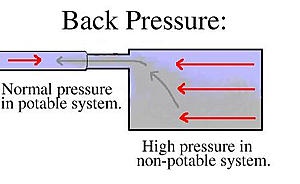 Back Pressure:
Normal pressure
in potable system.
High pressure in
non-potable system.